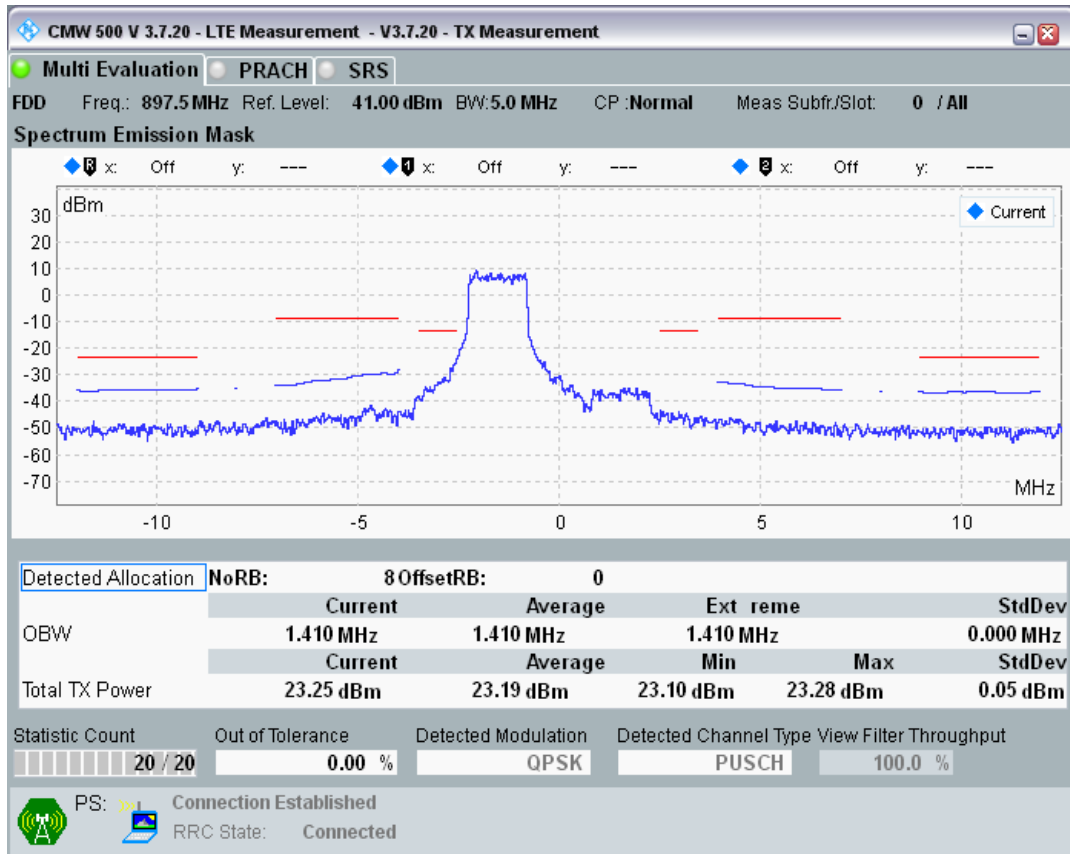 CMW 500 V 3.7.20 - LTE Measurement - V3.7.20 - TX Measurement
Multi Evaluation PRACH SRS
FDD Freq.: 897.5 MHz Ref. Level: 41.00 dBm BW:5.0 MHz CP :Normal Meas Subfr./Slot: 0 / All
Spectrum Emission Mask
R x: Off y: --- 1 x: Off y: --- 2 x: Off y: ---
dBm
Current
30
20
10
0
-10
-20
-30
-40
-50
-60
-70
MHz
-10 -5 0 5 10
Detected Allocation NoRB: 8 OffsetRB: 0
Current Average Ext reme StdDev
OBW 1.410 MHz 1.410 MHz 1.410 MHz 0.000 MHz
Current Average Min Max StdDev
Total TX Power 23.25 dBm 23.19 dBm 23.10 dBm 23.28 dBm 0.05 dBm
Statistic Count Out of Tolerance Detected Modulation Detected Channel Type View Filter Throughput
20 / 20 0.00 % QPSK PUSCH 100.0 %
PS: Connection Established
RRC State: Connected